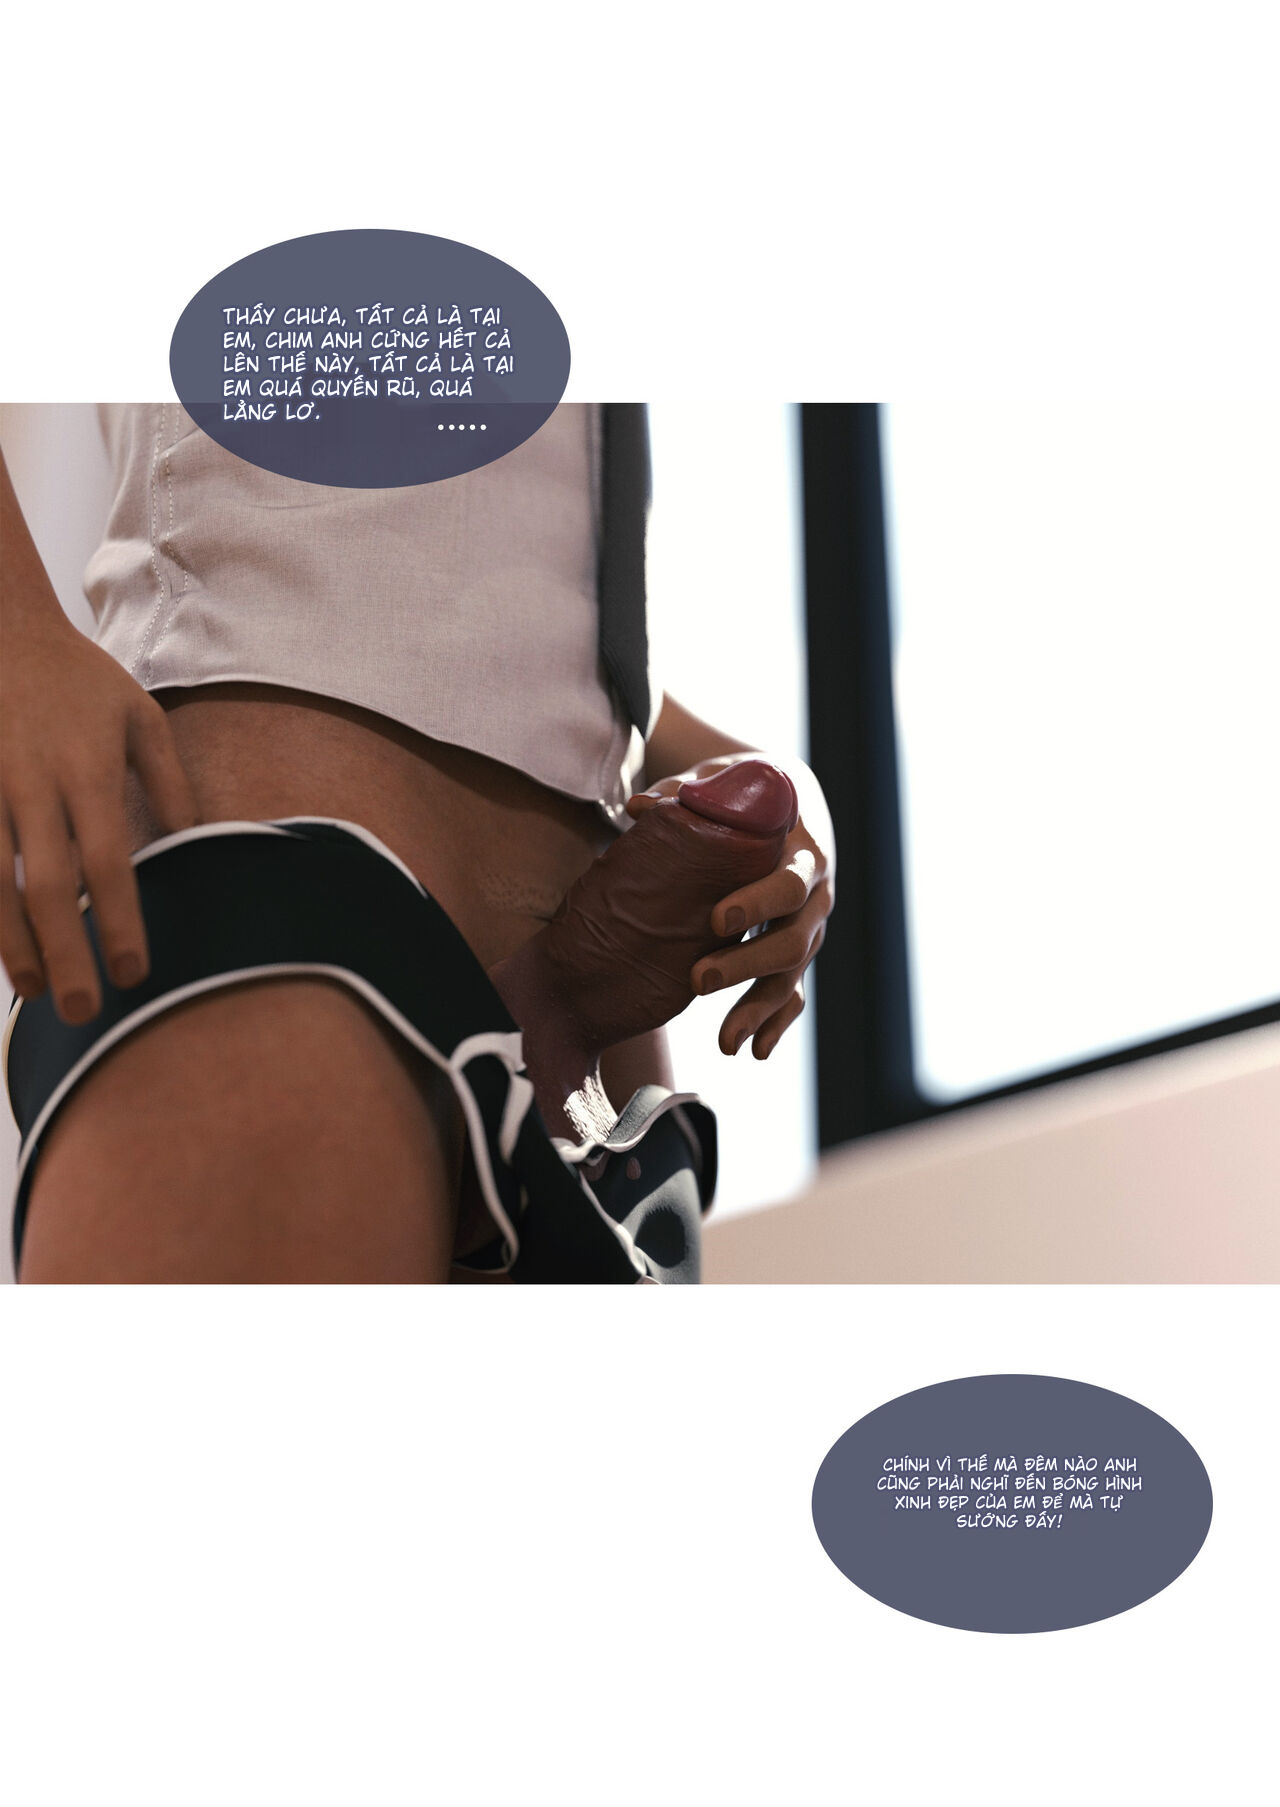 THẤY CHƯA, TẤT CẢ LÀ TẠI
EM, CHIM ANH CỨNG HẾT CẢ
LÊN THẾ NÀY, TẤT CẢ LÀ TẠI
EM QUÁ QUYẾN RŨ, QUÁ
LẲNG LƠ.
.....
CHÍNH VÌ THẾ MÀ ĐÊM NÀO ANH
CŨNG PHẢI NGHĨ ĐẾN BÓNG HÌNH
XINH ĐẸP CỦA EM ĐỂ MÀ TỰ
SƯỚNG ĐẤY!